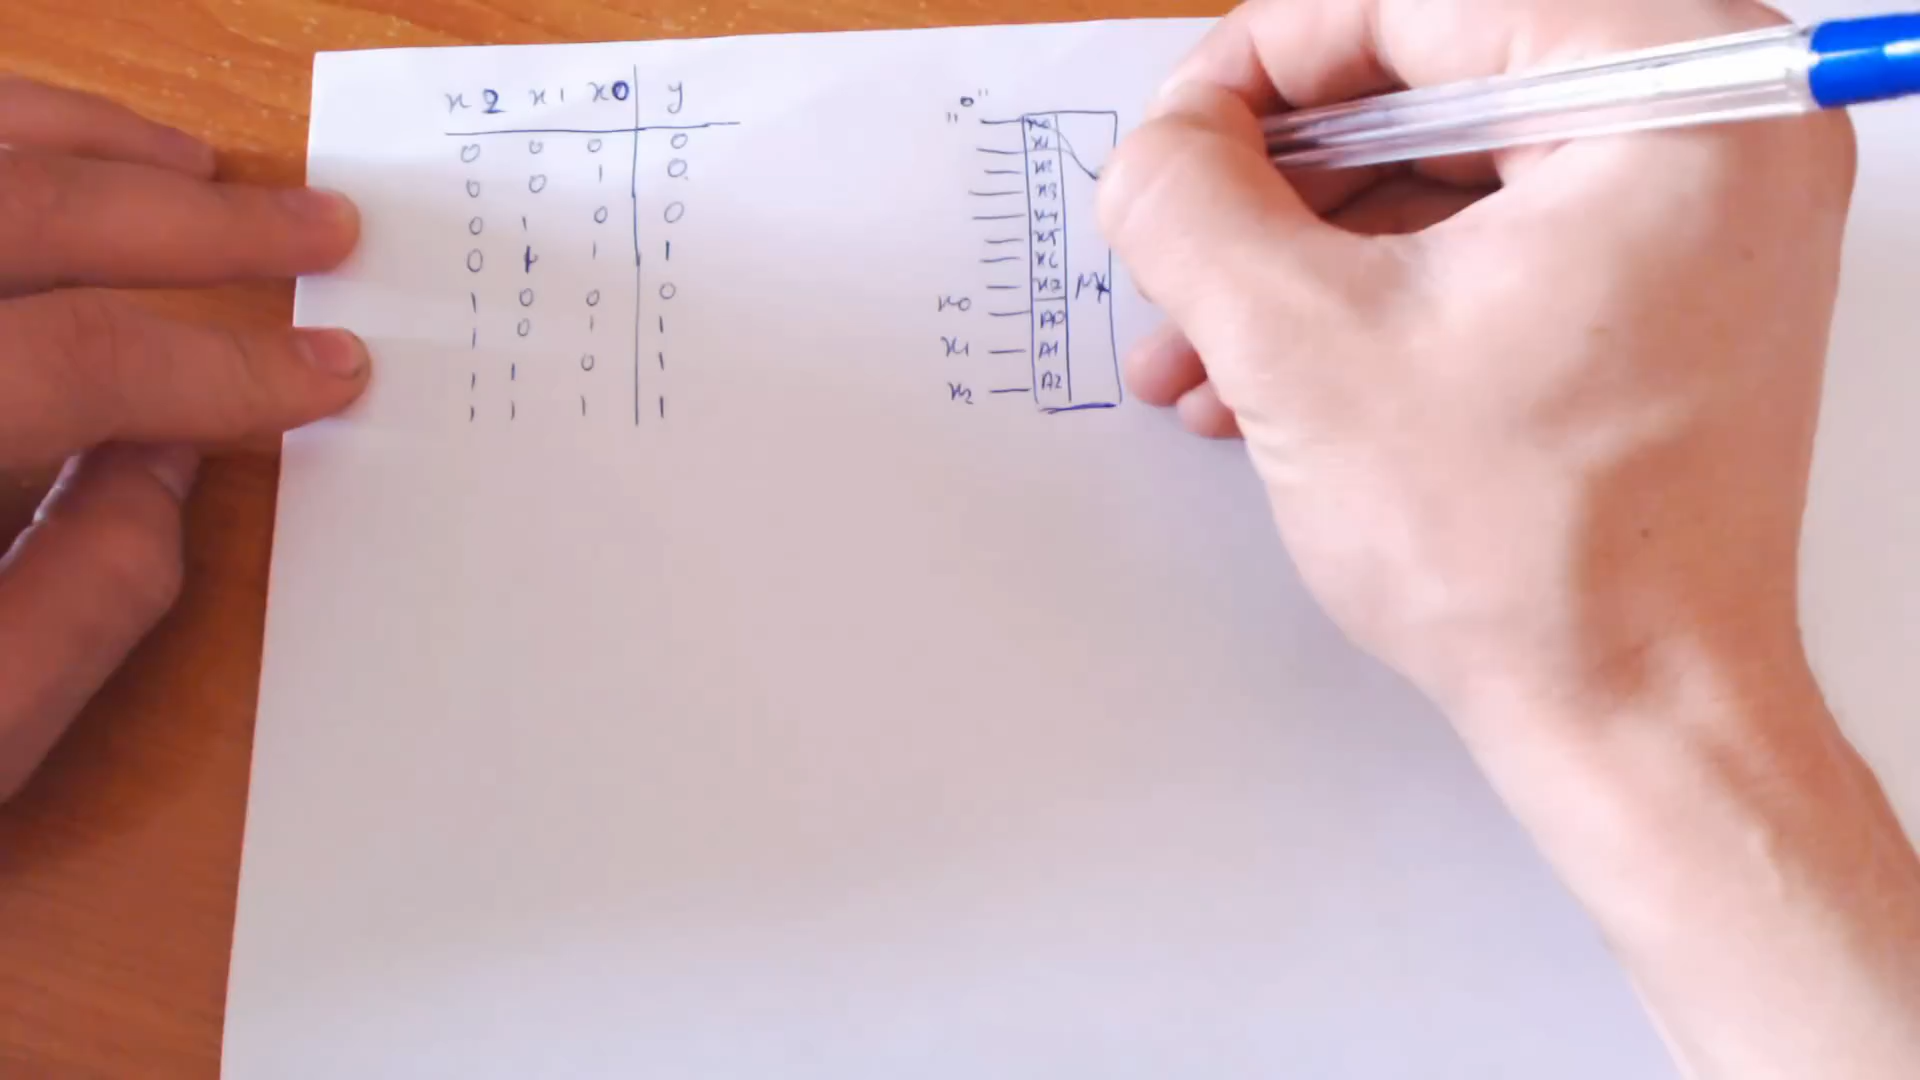 x2 x1 x0 y
0 0 0 0
0 0 1 0
0 1 0 0
0 1 1 1
1 0 0 0
1 0 1 1
1 1 0 1
1 1 1 1
"0"
x0
x1
x2
x3
x4
x5
x6
x7
MX
x0 A0
x1 A1
x2 A2